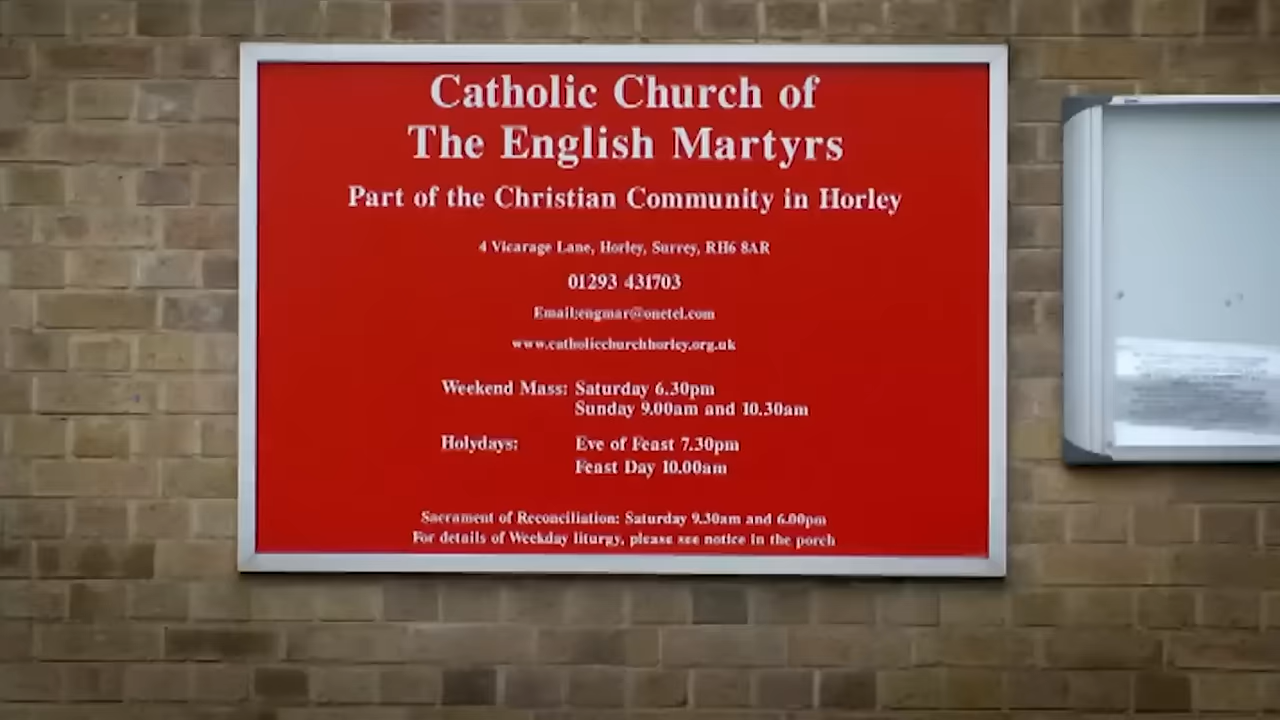 Catholic Church of
The English Martyrs
Part of the Christian Community in Horley
4 Vicarage Lane, Horley, Surrey, RH6 8AR
01293 431703
Email:engmar@onetel.com
www.catholicchurchhorley.org.uk
Weekend Mass: Saturday 6.30pm
Sunday 9.00am and 10.30am
Holydays: Eve of Feast 7.30pm
Feast Day 10.00am
Sacrament of Reconciliation: Saturday 9.30am and 6.00pm
For details of Weekday liturgy, please see notice in the porch